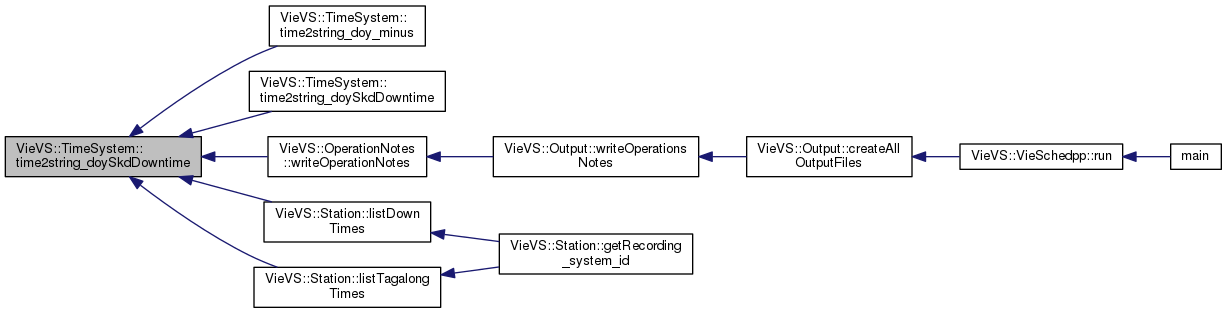 VieVS::TimeSystem::
time2string_doy_minus
VieVS::TimeSystem::
time2string_doySkdDowntime
VieVS::TimeSystem::
time2string_doySkdDowntime
VieVS::OperationNotes
::writeOperationNotes
VieVS::Output::writeOperations
Notes
VieVS::Output::createAll
OutputFiles
VieVS::VieSchedpp::run
main
VieVS::Station::listDown
Times
VieVS::Station::getRecording
_system_id
VieVS::Station::listTagalong
Times